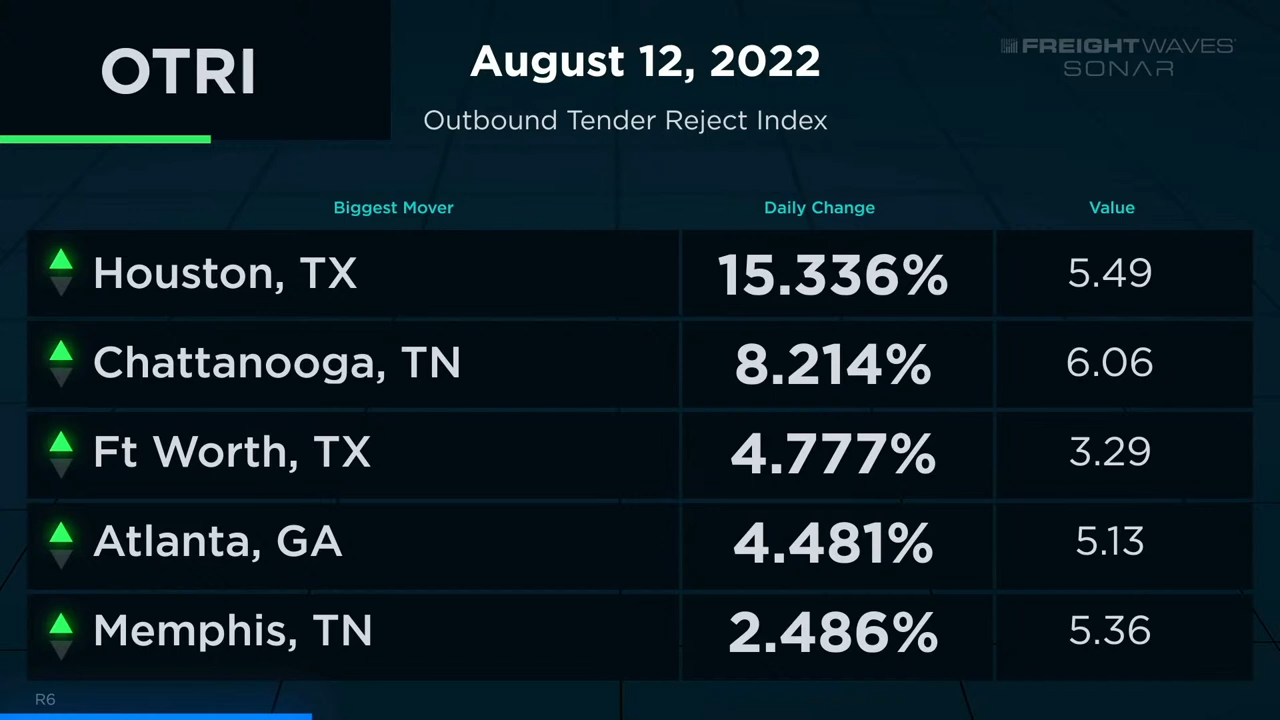 OTRI
August 12, 2022
Outbound Tender Reject Index
FREIGHTWAVES
SONAR
Biggest Mover Daily Change Value
Houston, TX 15.336% 5.49
Chattanooga, TN 8.214% 6.06
Ft Worth, TX 4.777% 3.29
Atlanta, GA 4.481% 5.13
Memphis, TN 2.486% 5.36
R6